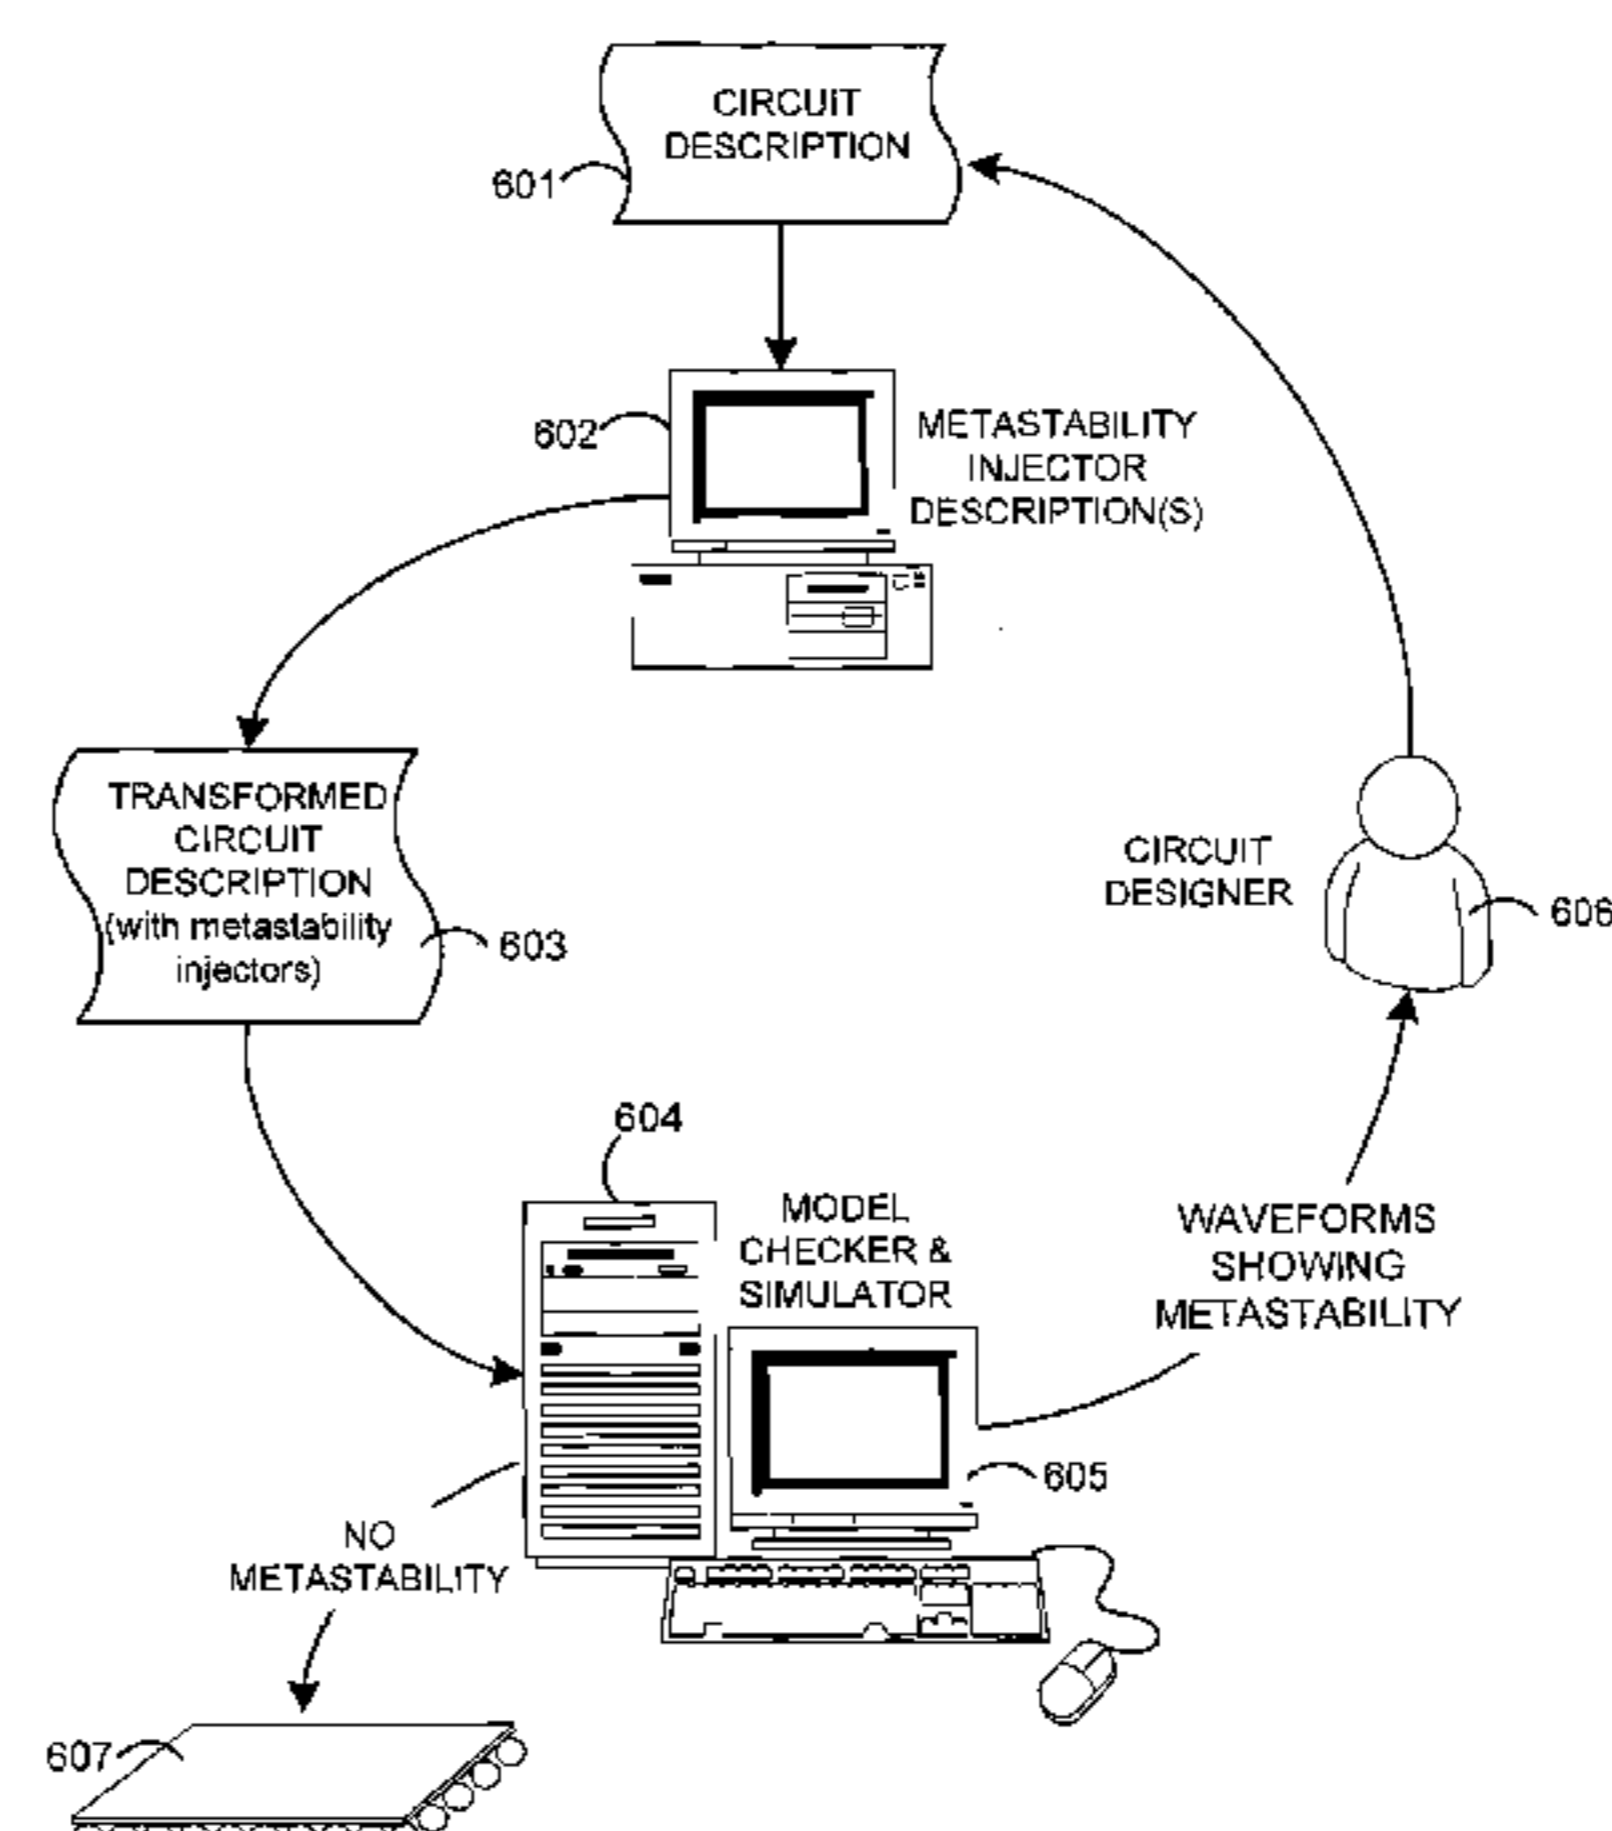 CIRCUIT
DESCRIPTION
601
602
METASTABILITY
INJECTOR
DESCRIPTION(S)
TRANSFORMED
CIRCUIT
DESCRIPTION
(with metastability
injectors)
603
CIRCUIT
DESIGNER
606
604
MODEL
CHECKER &
SIMULATOR
WAVEFORMS
SHOWING
METASTABILITY
605
NO
METASTABILITY
607